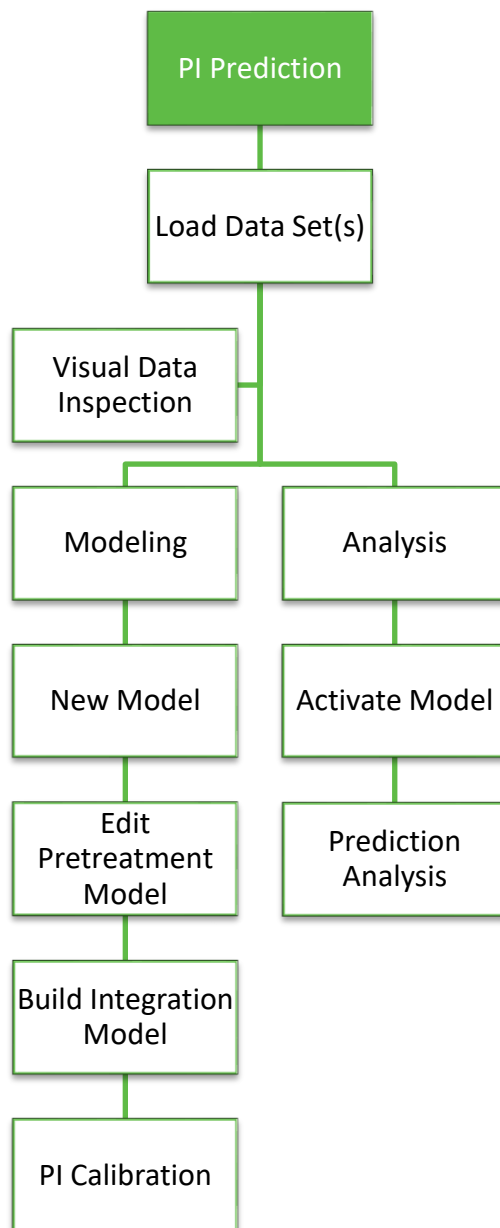 PI Prediction
Load Data Set(s)
Visual Data
Inspection
Modeling
Analysis
New Model
Activate Model
Edit
Pretreatment
Model
Prediction
Analysis
Build Integration
Model
PI Calibration